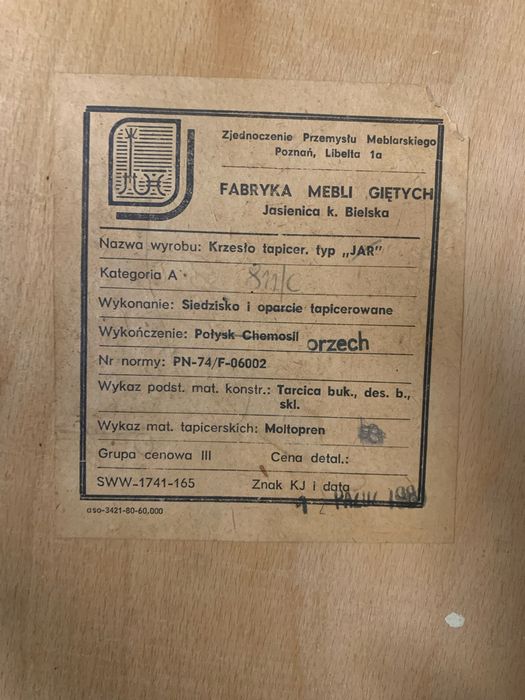 Zjednoczenie Przemysłu Meblarskiego
Poznań, Libelta 1a
FABRYKA MEBLI GIĘTYCH
Jasienica k. Bielska
Nazwa wyrobu: Krzesło tapicer. typ „JAR"
Kategoria A
Wykonanie: Siedzisko i oparcie tapicerowane
Wykończenie: Połysk Chemosil orzech
Nr normy: PN-74/F-06002
Wykaz podst. mat. konstr.: Tarcica buk., des. b.,
skl.
Wykaz mat. tapicerskich: Moltopren
Grupa cenowa III Cena detal.:
SWW-1741-165 Znak KJ i data
aso-3421-80-60,000